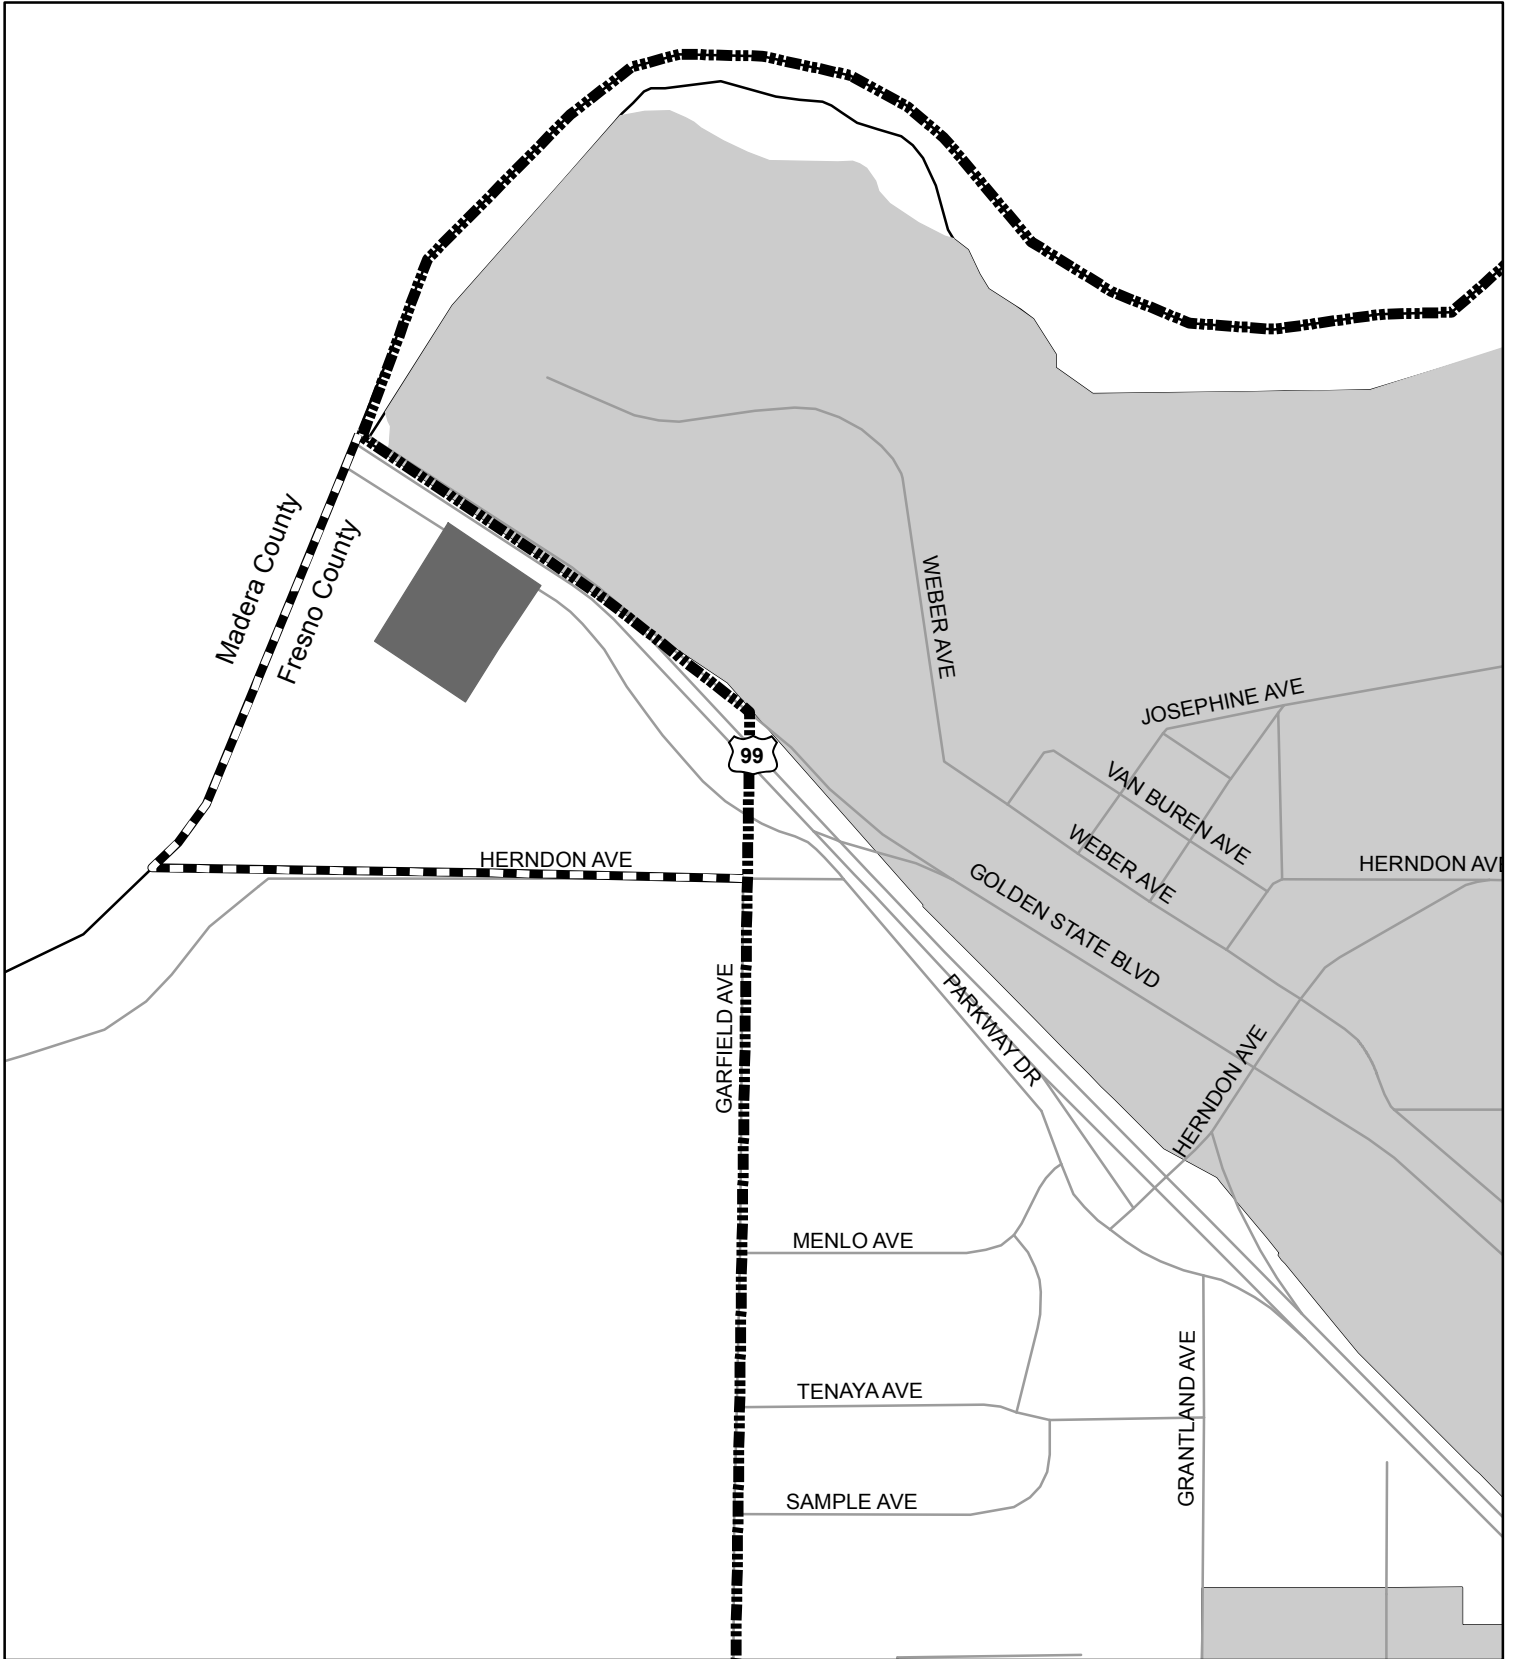 Madera County
Fresno County
WEBER AVE
JOSEPHINE AVE
99
VAN BUREN AVE
WEBER AVE
HERNDON AVE
HERNDON AVE
GOLDEN STATE BLVD
GARFIELD AVE
PARKWAY DR
HERNDON AVE
MENLO AVE
GRANTLAND AVE
TENAYA AVE
SAMPLE AVE